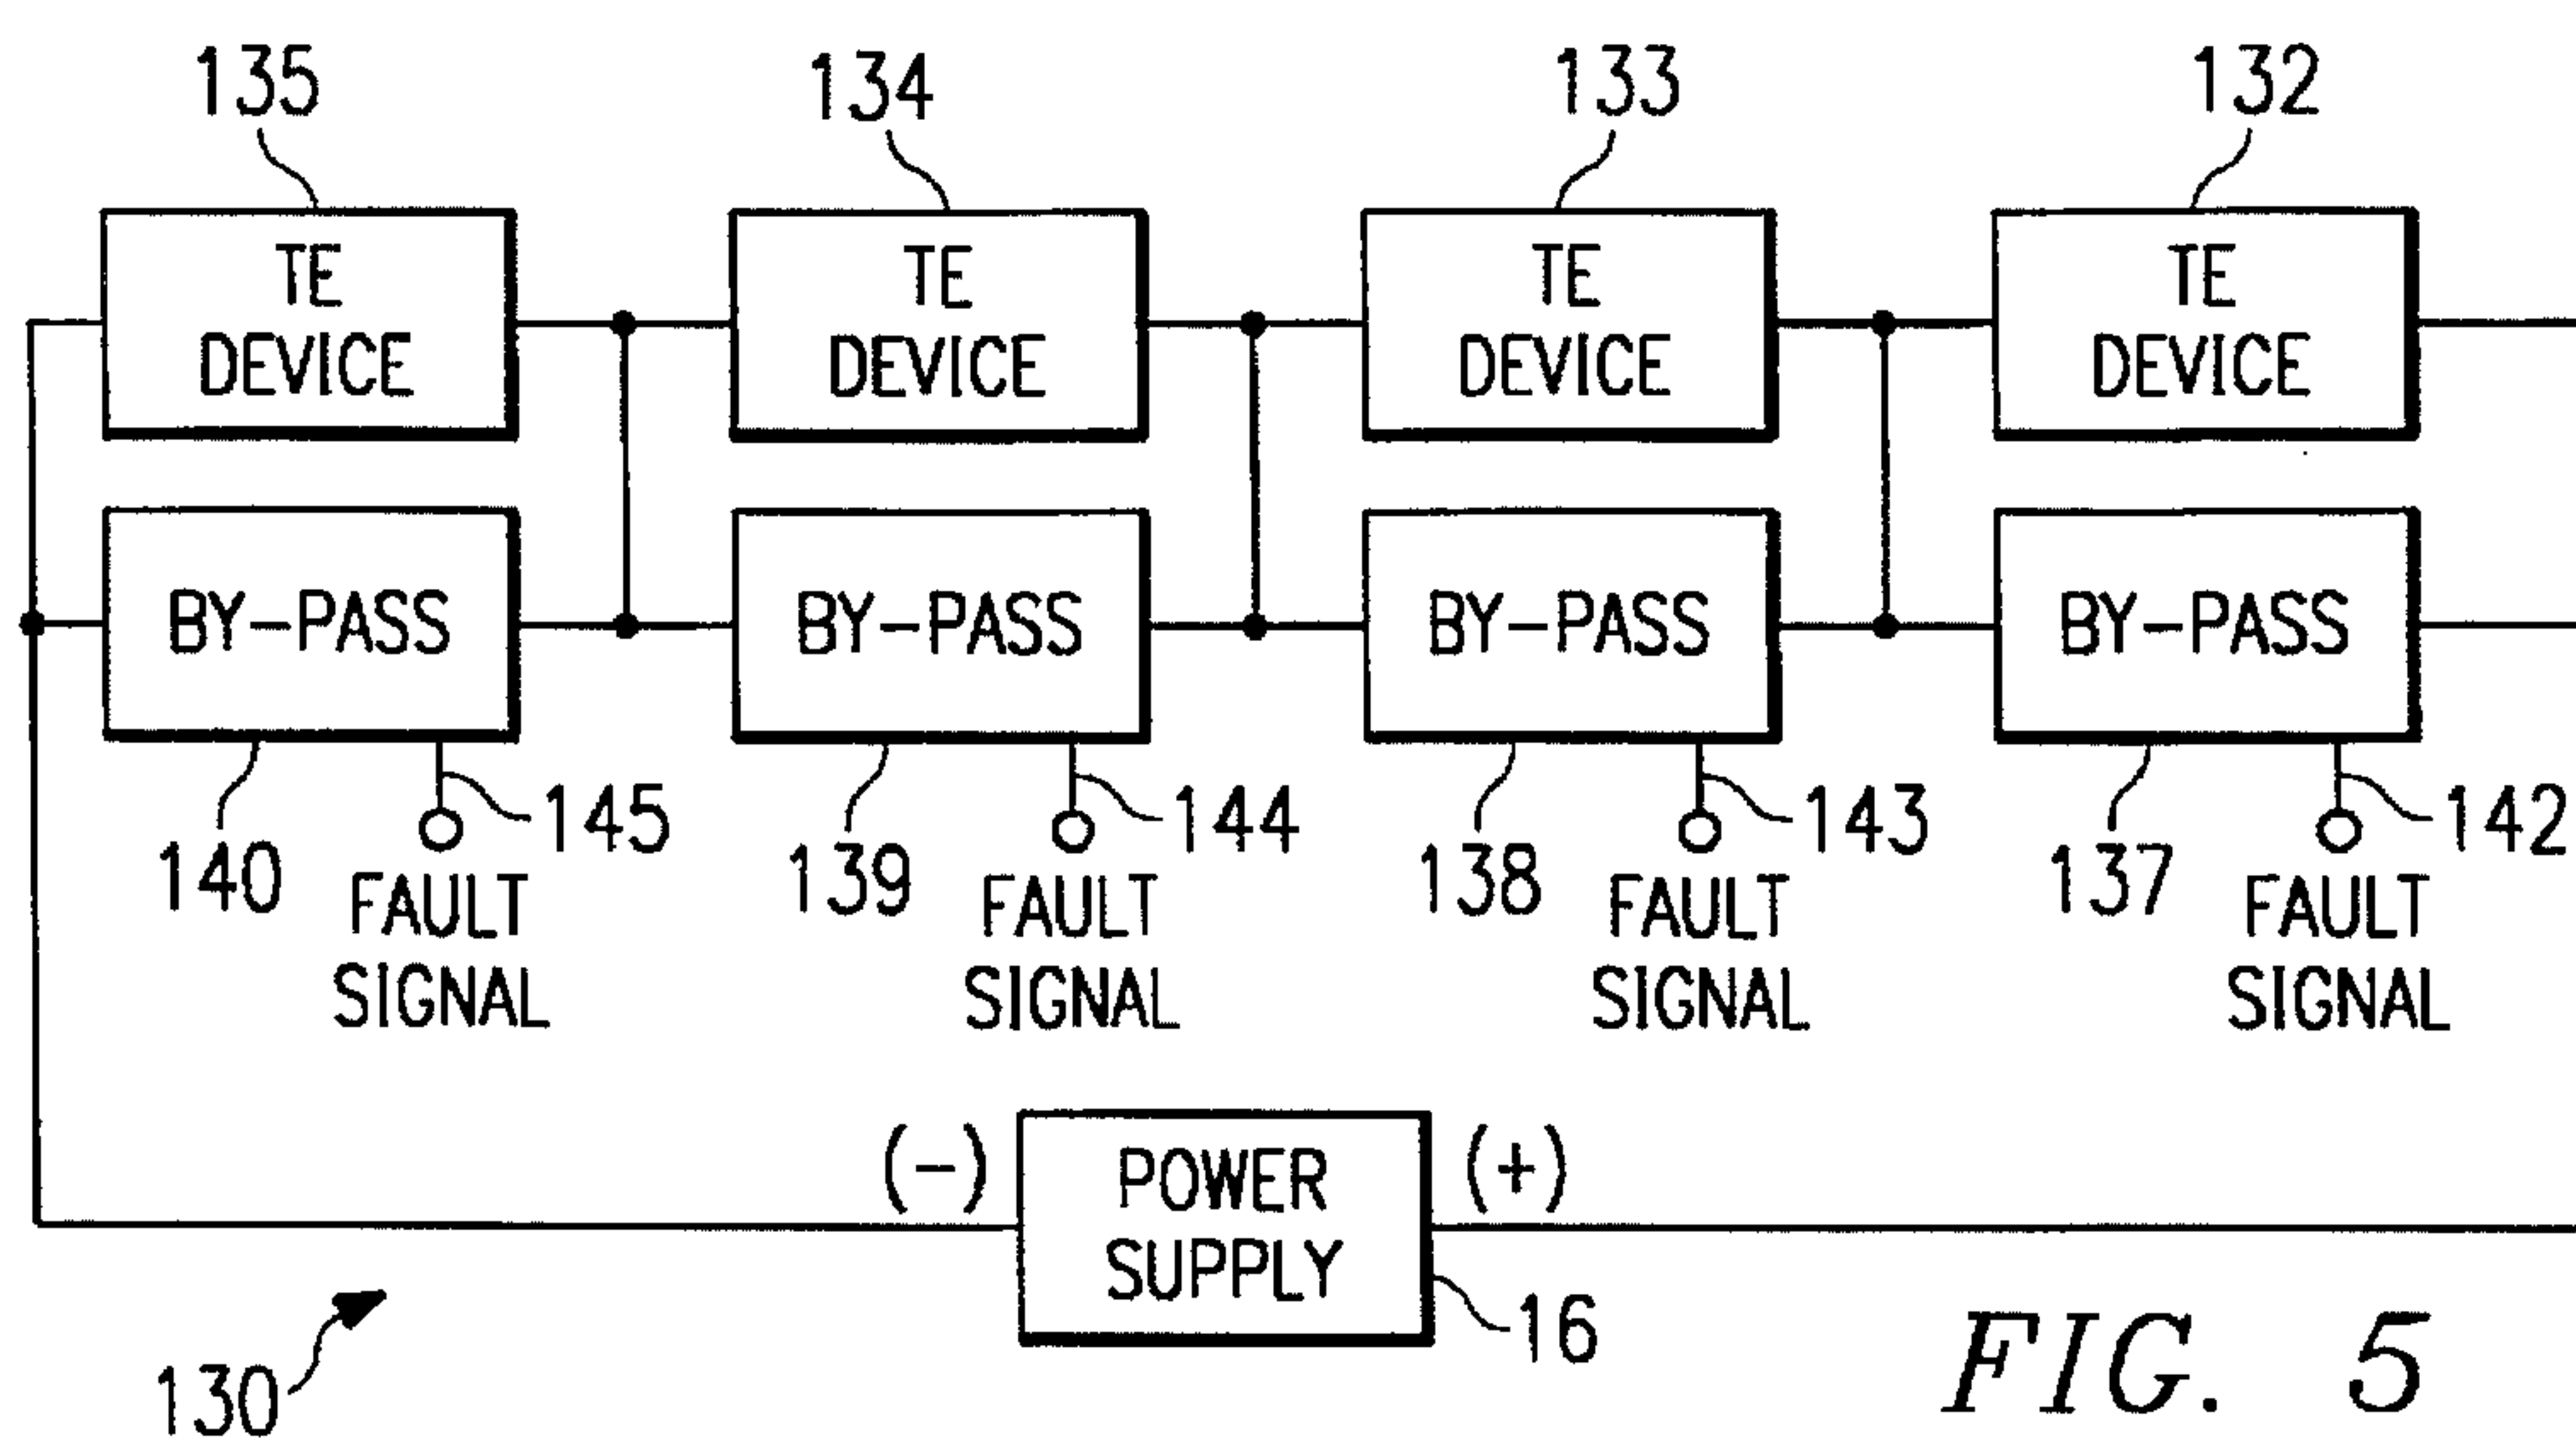 135
134
133
132
TE
DEVICE
TE
DEVICE
TE
DEVICE
TE
DEVICE
BY-PASS
BY-PASS
BY-PASS
BY-PASS
140
145
139
144
138
143
137
142
FAULT
SIGNAL
FAULT
SIGNAL
FAULT
SIGNAL
FAULT
SIGNAL
(-)
POWER
SUPPLY
(+)
16
130
FIG. 5